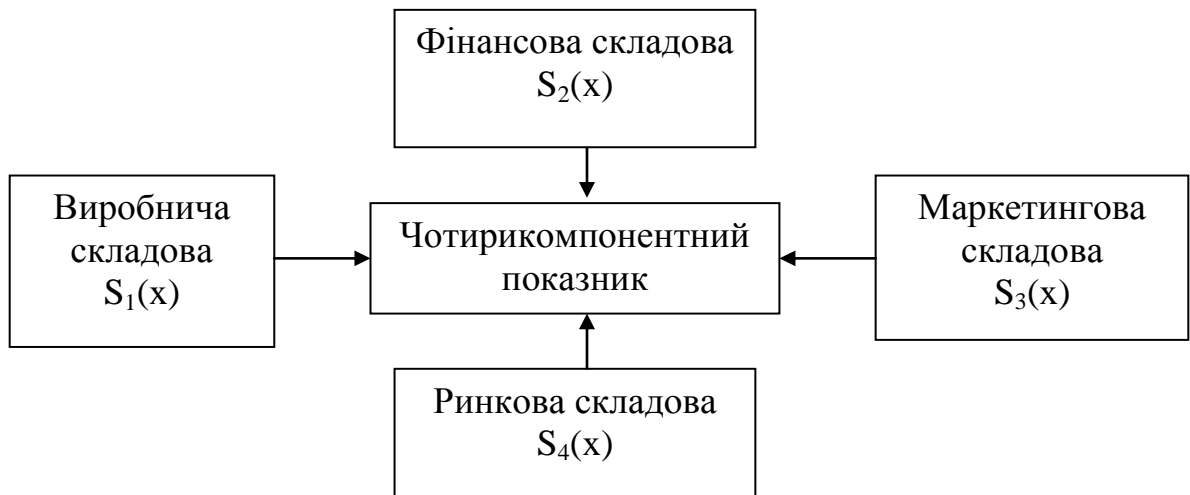 Фінансова складова
S₂(x)
Виробнича
складова
S₁(x)
Чотирикомпонентний
показник
Маркетингова
складова
S₃(x)
Ринкова складова
S₄(x)